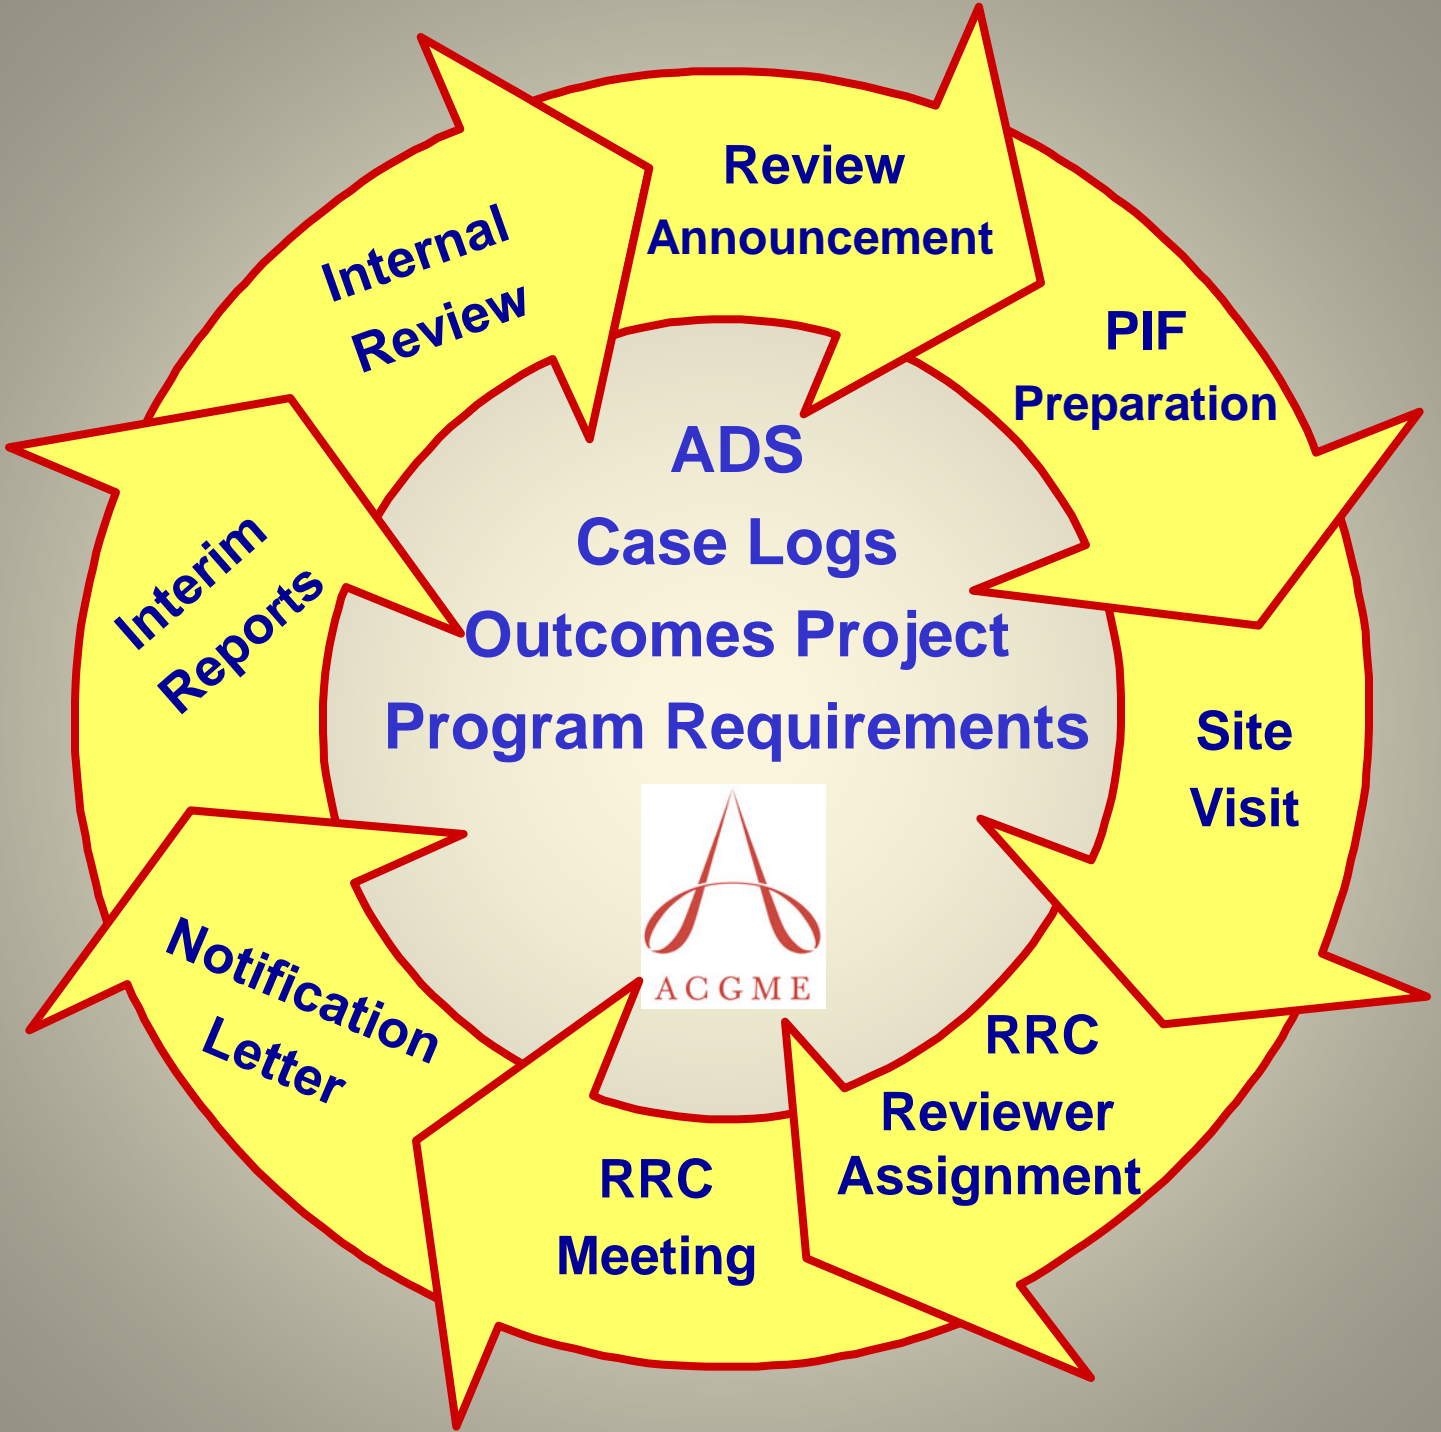 Review
Announcement
PIF
Preparation
Site
Visit
RRC
Reviewer
Assignment
RRC
Meeting
Notification
Letter
Interim
Reports
Internal
Review
ADS
Case Logs
Outcomes Project
Program Requirements
ACGME